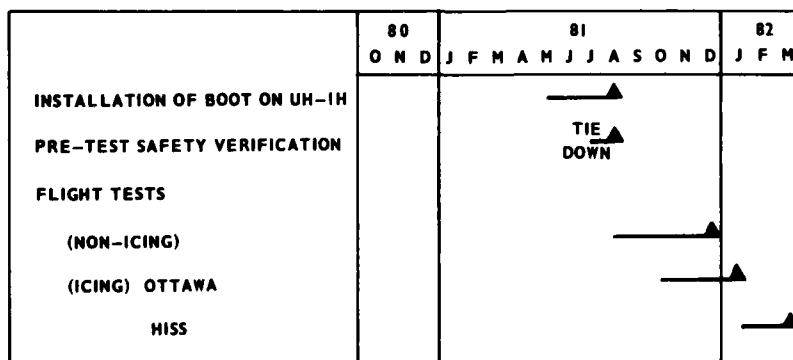 80 81 82
O N D J F M A M J J A S O N D J F M
INSTALLATION OF BOOT ON UH-1H
TIE
PRE-TEST SAFETY VERIFICATION
DOWN
FLIGHT TESTS
(NON-ICING)
(ICING) OTTAWA
HISS